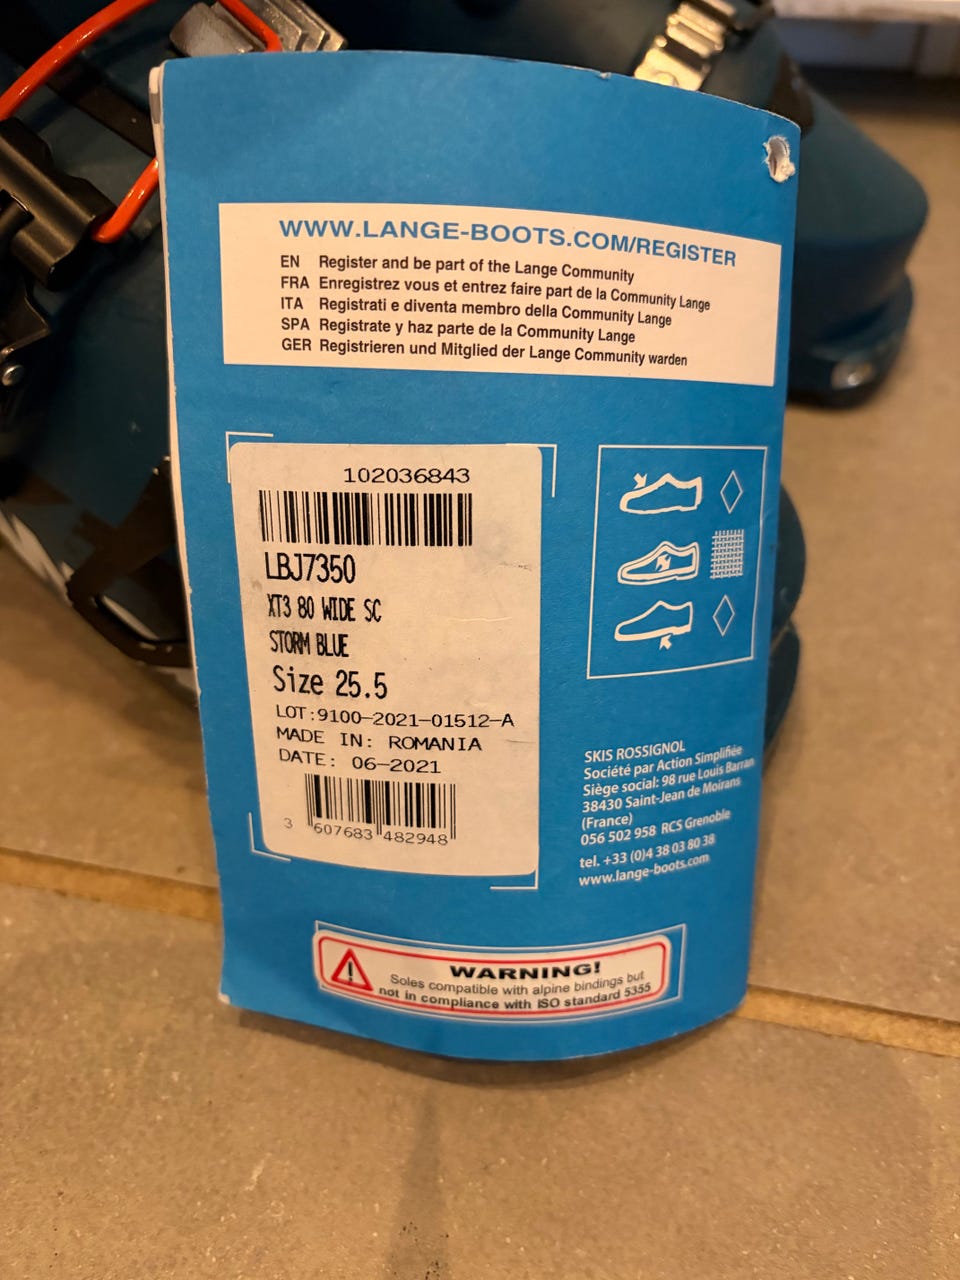 WWW.LANGE-BOOTS.COM/REGISTER
EN Register and be part of the Lange Community
FRA Enregistrez vous et entrez faire part de la Community Lange
ITA Registrati e diventa membro della Community Lange
SPA Registrate y haz parte de la Community Lange
GER Registrieren und Mitglied der Lange Community warden
102036843
LBJ7350
XT3 80 WIDE SC
STORM BLUE
Size 25.5
LOT:9100-2021-01512-A
MADE IN: ROMANIA
DATE: 06-2021
3 607683 482948
SKIS ROSSIGNOL
Société par Action Simplifiée
Siège social: 98 rue Louis Barran
38430 Saint-Jean de Moirans
(France)
056 502 958 RCS Grenoble
tel. +33 (0)4 38 03 80 38
www.lange-boots.com
WARNING!
Soles compatible with alpine bindings but
not in compliance with ISO standard 5355